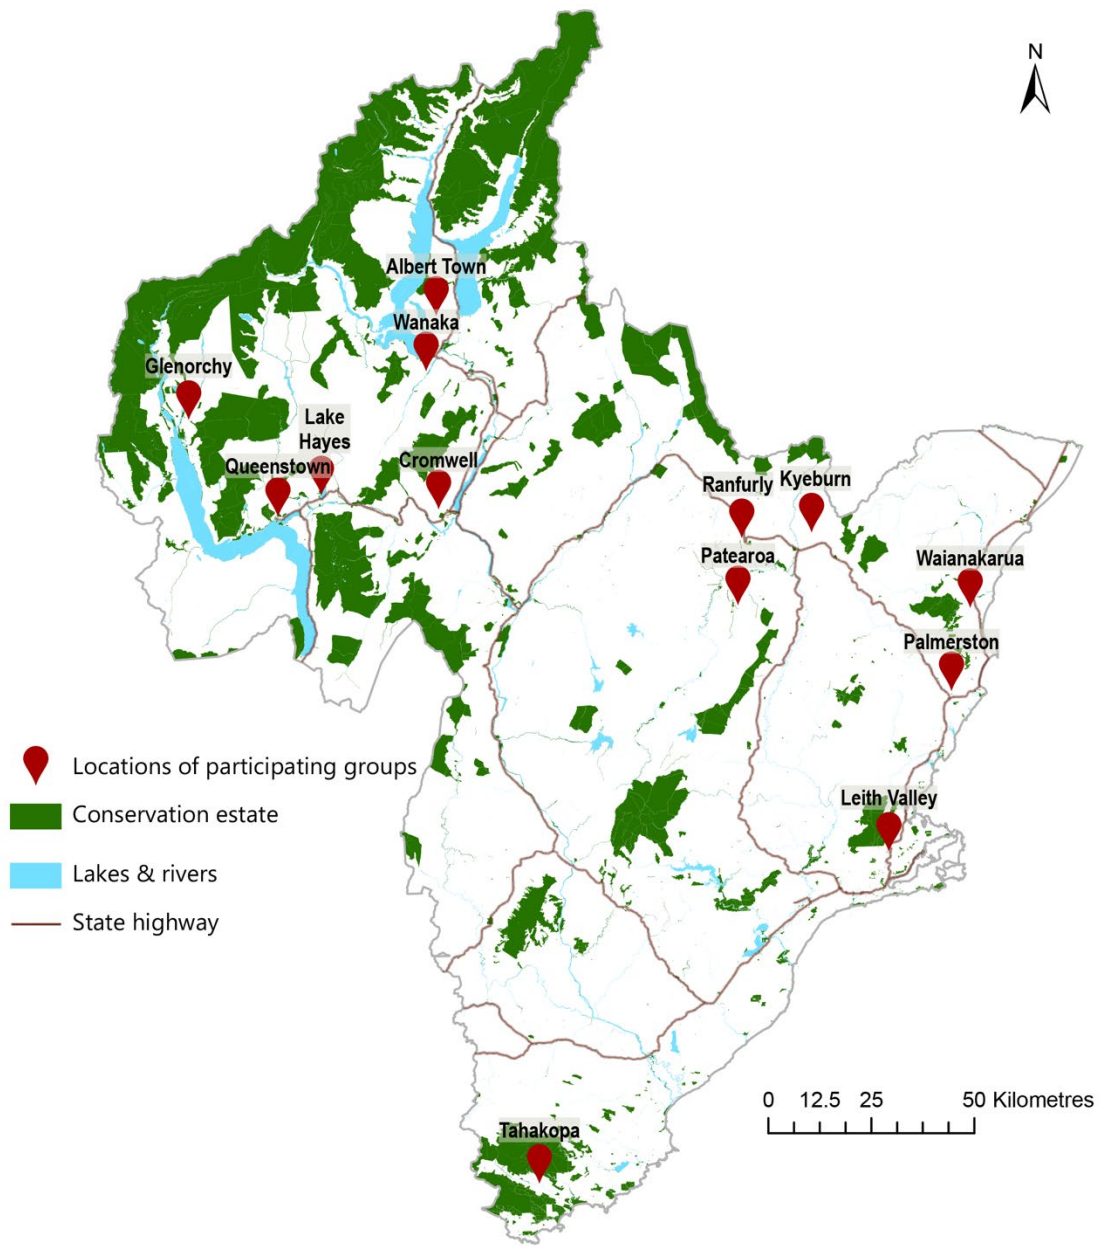 N
Albert Town
Wanaka
Glenorchy
Lake
Hayes
Queenstown
Cromwell
Ranfurly
Kyeburn
Patearoa
Waianakarua
Palmerston
Locations of participating groups
Conservation estate
Leith Valley
Lakes & rivers
State highway
0 12.5 25 50 Kilometres
Tahakopa